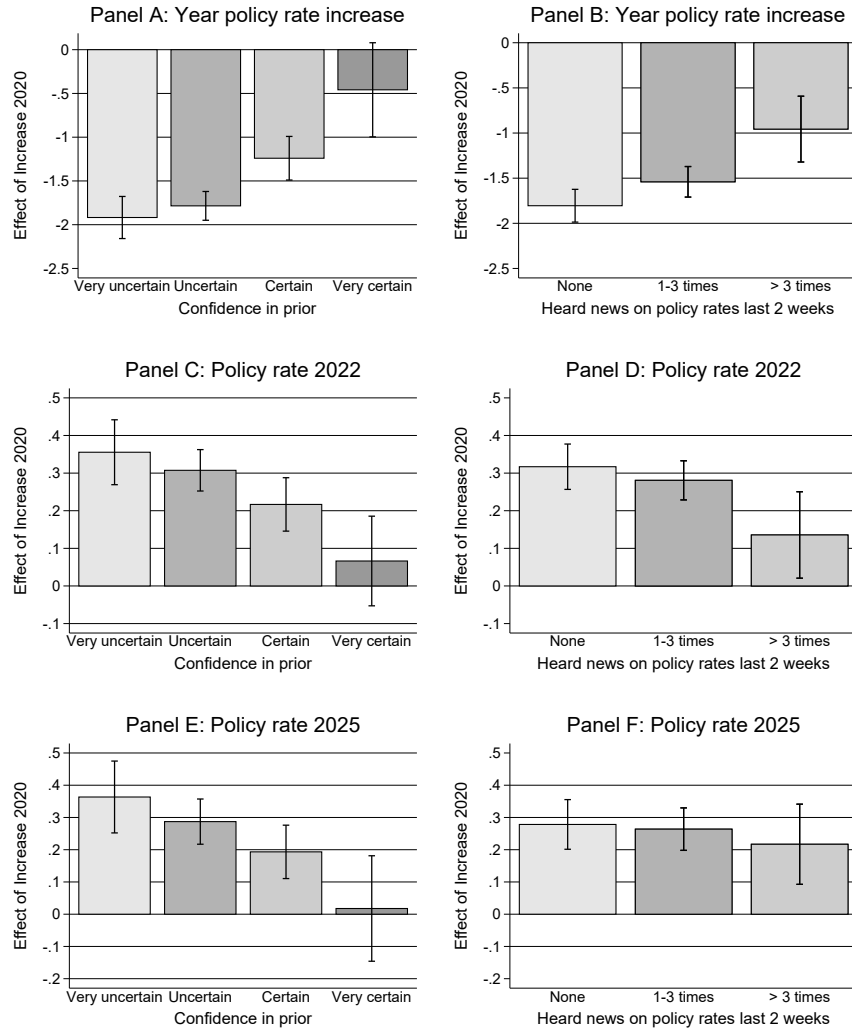 Panel A: Year policy rate increase
Effect of Increase 2020
0
-.5
-1
-1.5
-2
-2.5
Very uncertain Uncertain Certain Very certain
Confidence in prior
Panel B: Year policy rate increase
Effect of Increase 2020
0
-.5
-1
-1.5
-2
-2.5
None 1-3 times > 3 times
Heard news on policy rates last 2 weeks
Panel C: Policy rate 2022
Effect of Increase 2020
.5
.4
.3
.2
.1
0
-.1
Very uncertain Uncertain Certain Very certain
Confidence in prior
Panel D: Policy rate 2022
Effect of Increase 2020
.5
.4
.3
.2
.1
0
-.1
None 1-3 times > 3 times
Heard news on policy rates last 2 weeks
Panel E: Policy rate 2025
Effect of Increase 2020
.5
.4
.3
.2
.1
0
-.1
-.2
Very uncertain Uncertain Certain Very certain
Confidence in prior
Panel F: Policy rate 2025
Effect of Increase 2020
.5
.4
.3
.2
.1
0
-.1
-.2
None 1-3 times > 3 times
Heard news on policy rates last 2 weeks